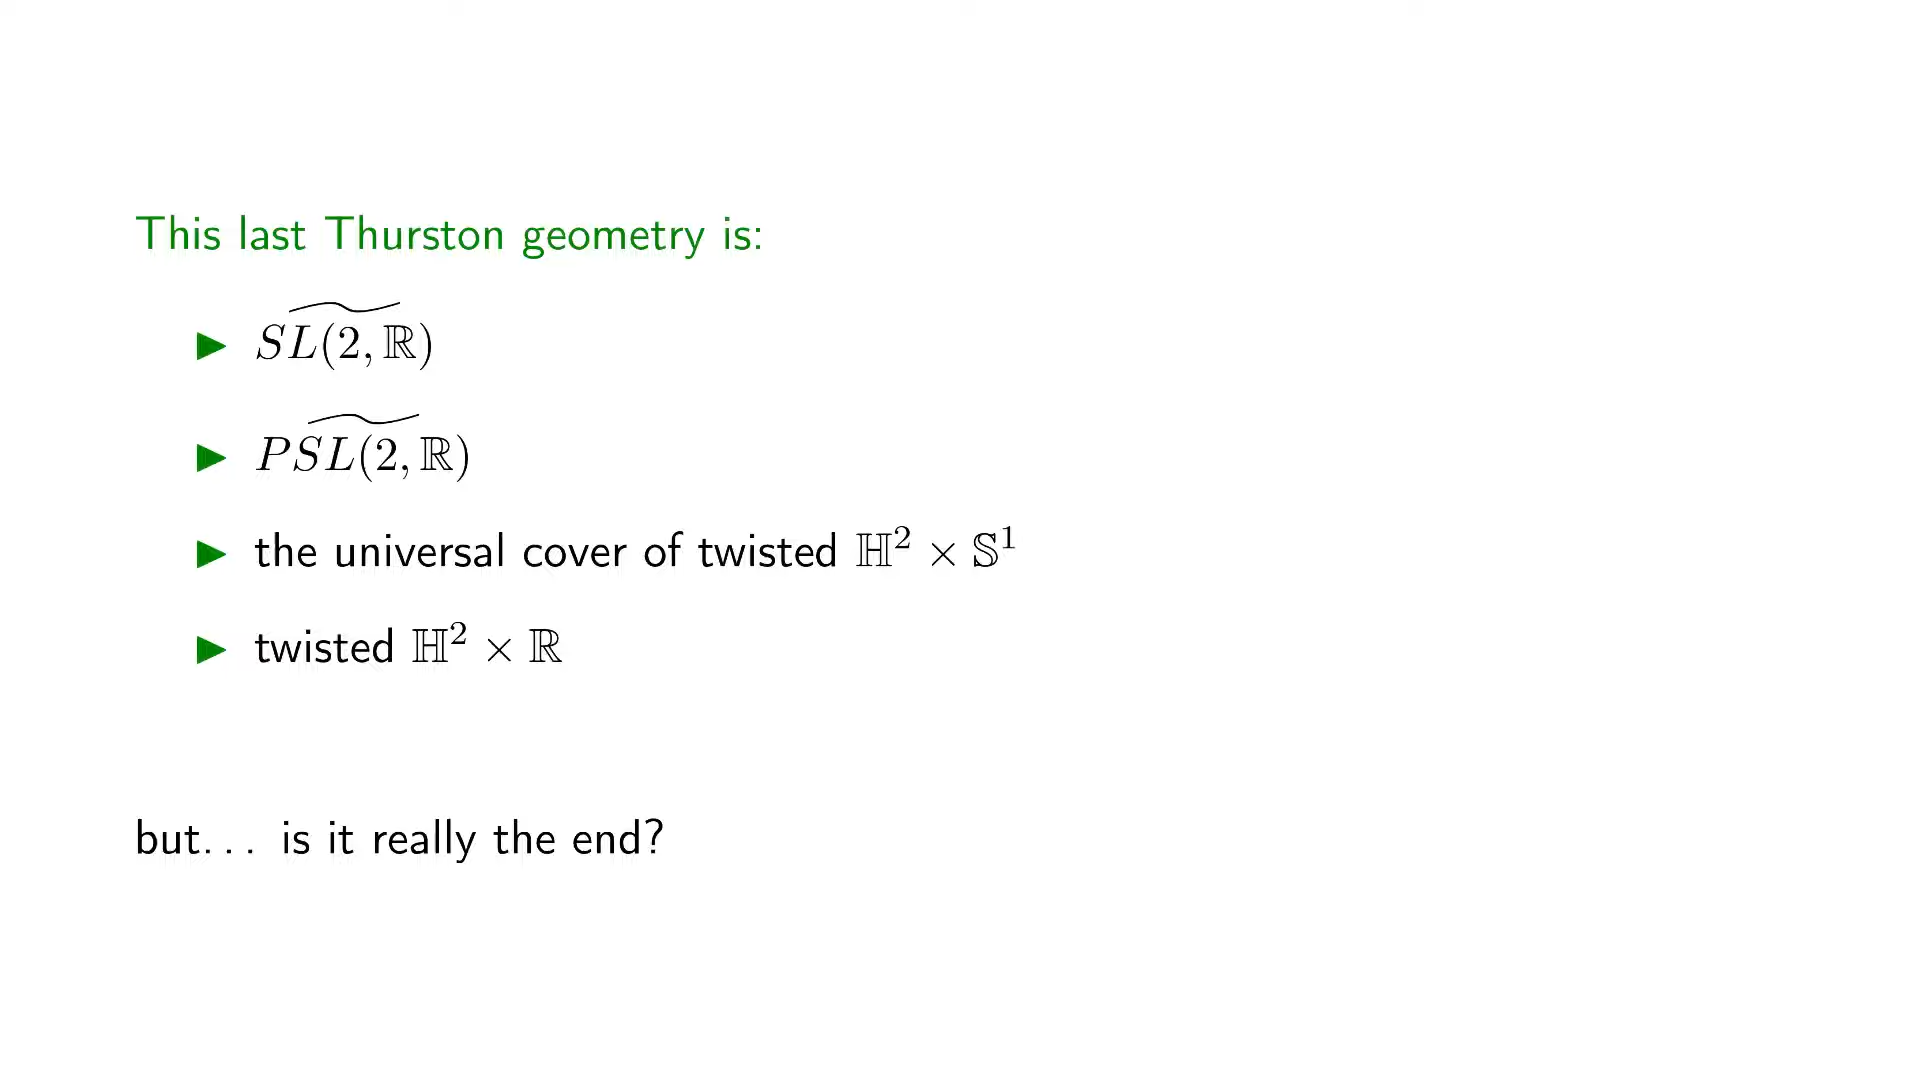 This last Thurston geometry is:
▶ $\widetilde{SL(2,\mathbb{R})}$
▶ $\widetilde{PSL(2,\mathbb{R})}$
▶ the universal cover of twisted $\mathbb{H}^2 \times \mathbb{S}^1$
▶ twisted $\mathbb{H}^2 \times \mathbb{R}$
but... is it really the end?